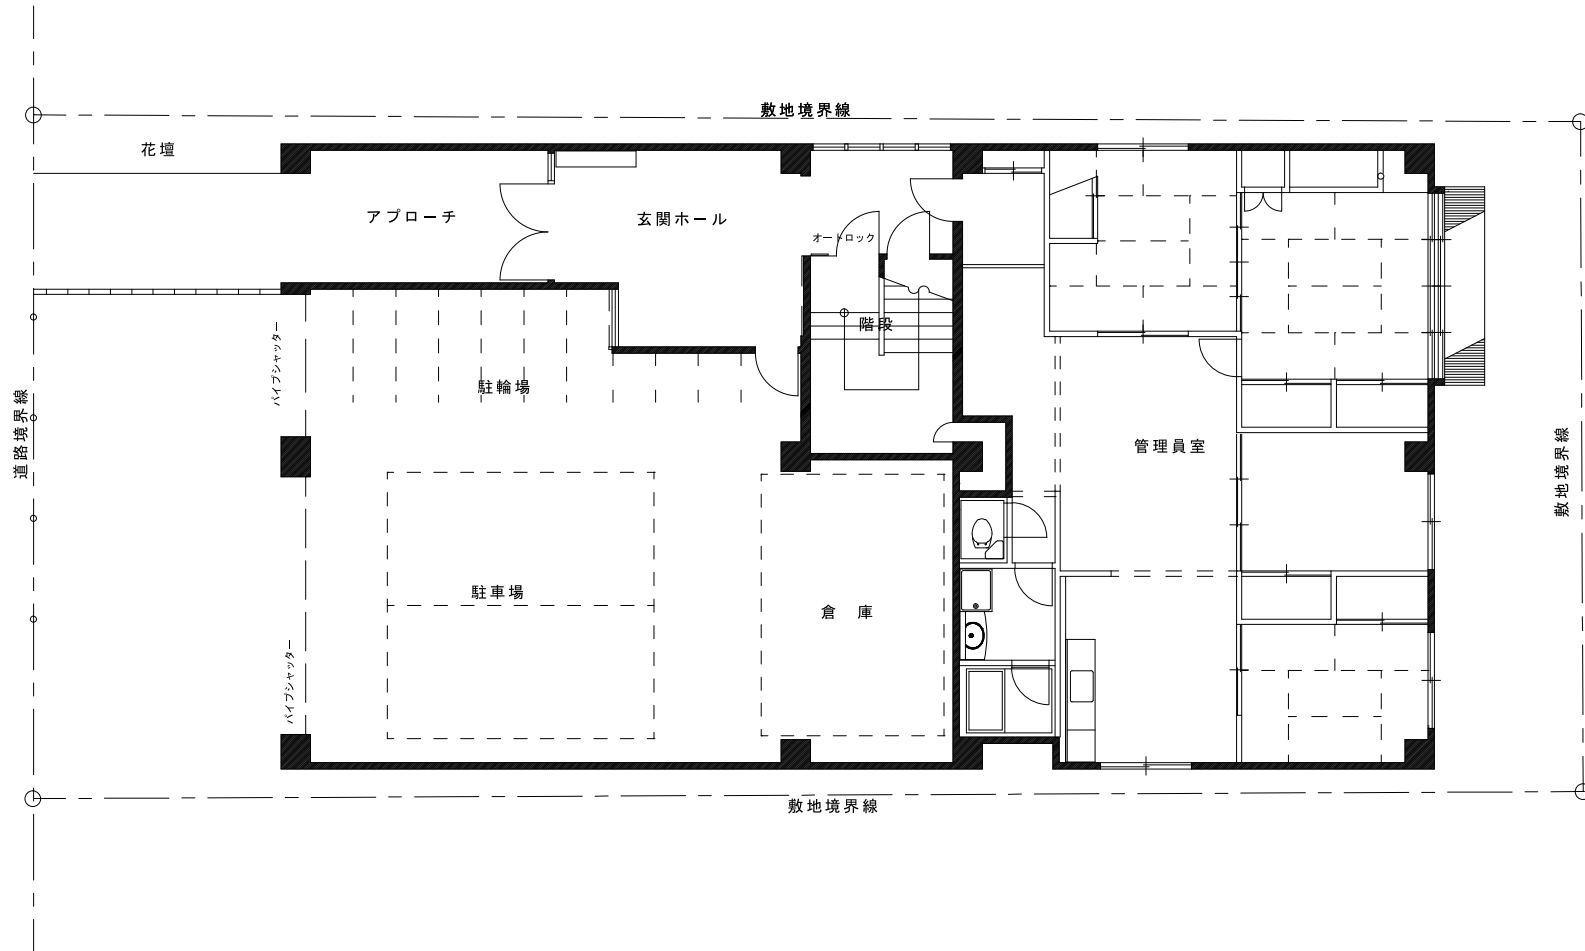 敷地境界線
花壇
アプローチ
玄関ホール
オートロック
階段
パイプシャッター
駐輪場
道路境界線
管理員室
敷地境界線
駐車場
倉庫
パイプシャッター
敷地境界線